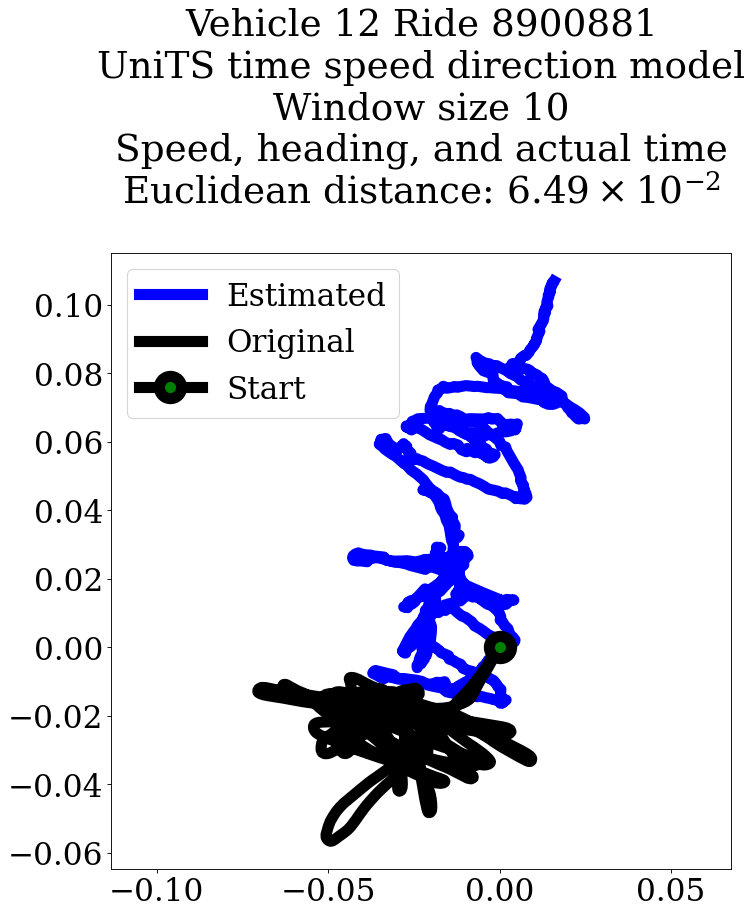 Vehicle 12 Ride 8900881
UniTS time speed direction model
Window size 10
Speed, heading, and actual time
Euclidean distance: 6.49 × 10⁻²
Estimated
Original
Start
0.10
0.08
0.06
0.04
0.02
0.00
−0.02
−0.04
−0.06
−0.10
−0.05
0.00
0.05